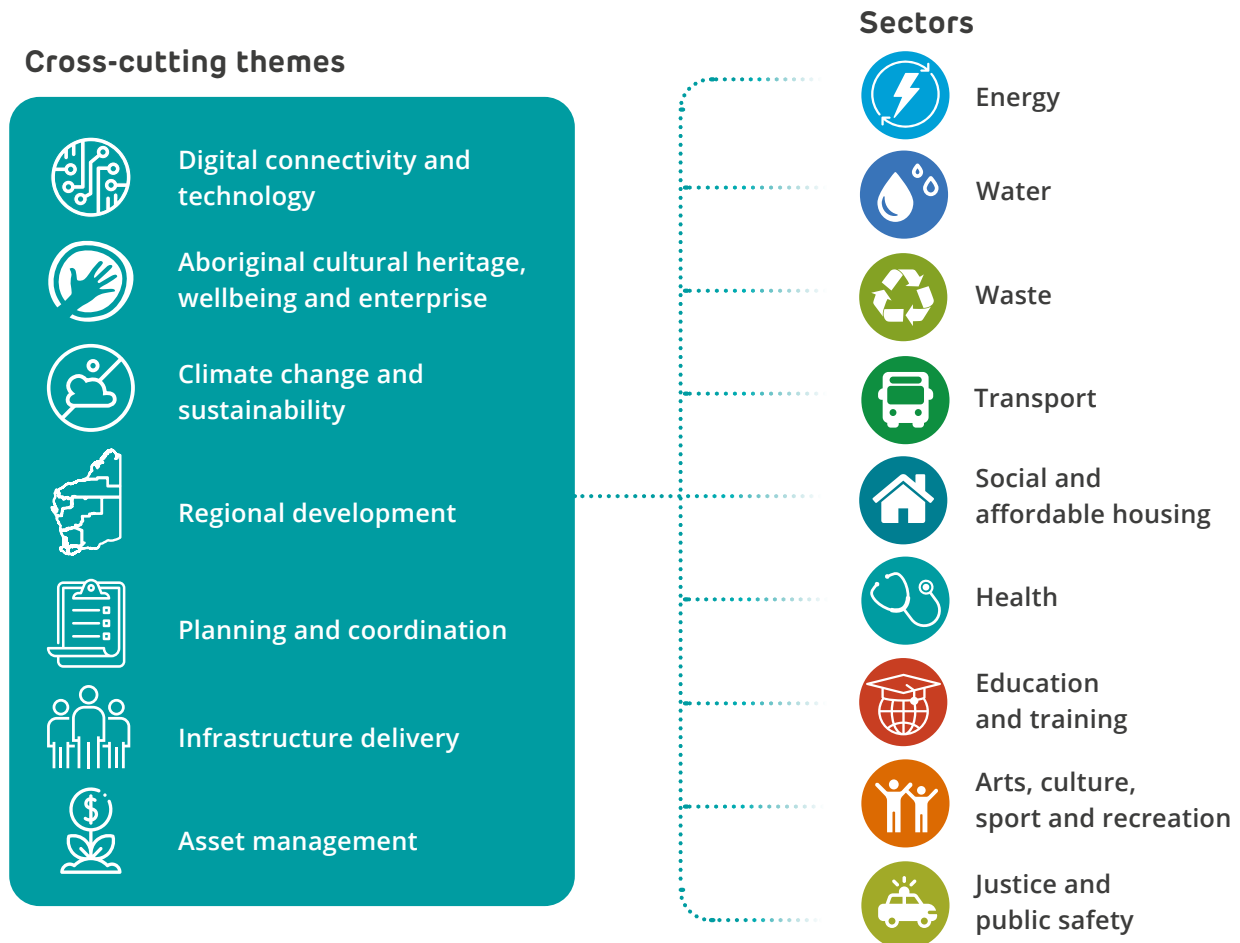 Cross-cutting themes
Digital connectivity and
technology
Aboriginal cultural heritage,
wellbeing and enterprise
Climate change and
sustainability
Regional development
Planning and coordination
Infrastructure delivery
$
Asset management
Sectors
Energy
Water
Waste
Transport
Social and
affordable housing
Health
Education
and training
Arts, culture,
sport and recreation
Justice and
public safety